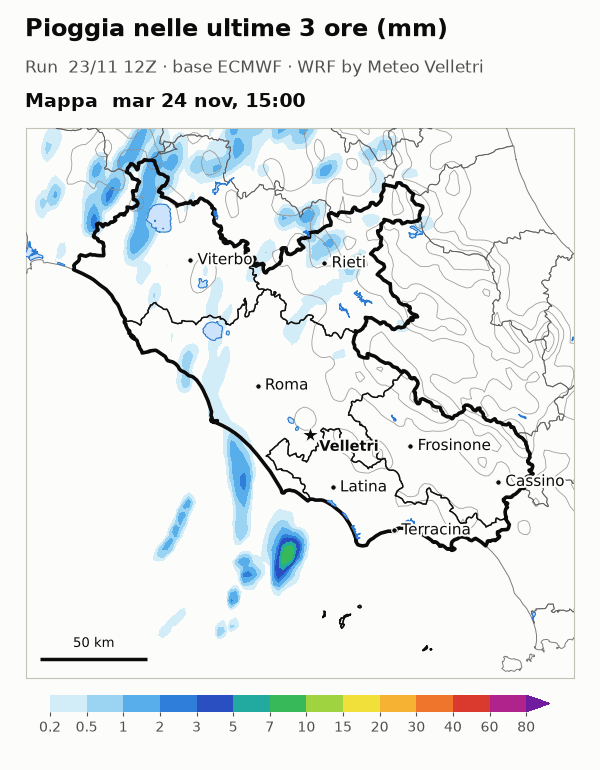 Pioggia nelle ultime 3 ore (mm)
Run  23/11 12Z · base ECMWF · WRF by Meteo Velletri
Mappa  mar 24 nov, 15:00
Viterbo
Rieti
Roma
Velletri
Frosinone
Latina
Cassino
Terracina
50 km
0.2 0.5 1 2 3 5 7 10 15 20 30 40 60 80